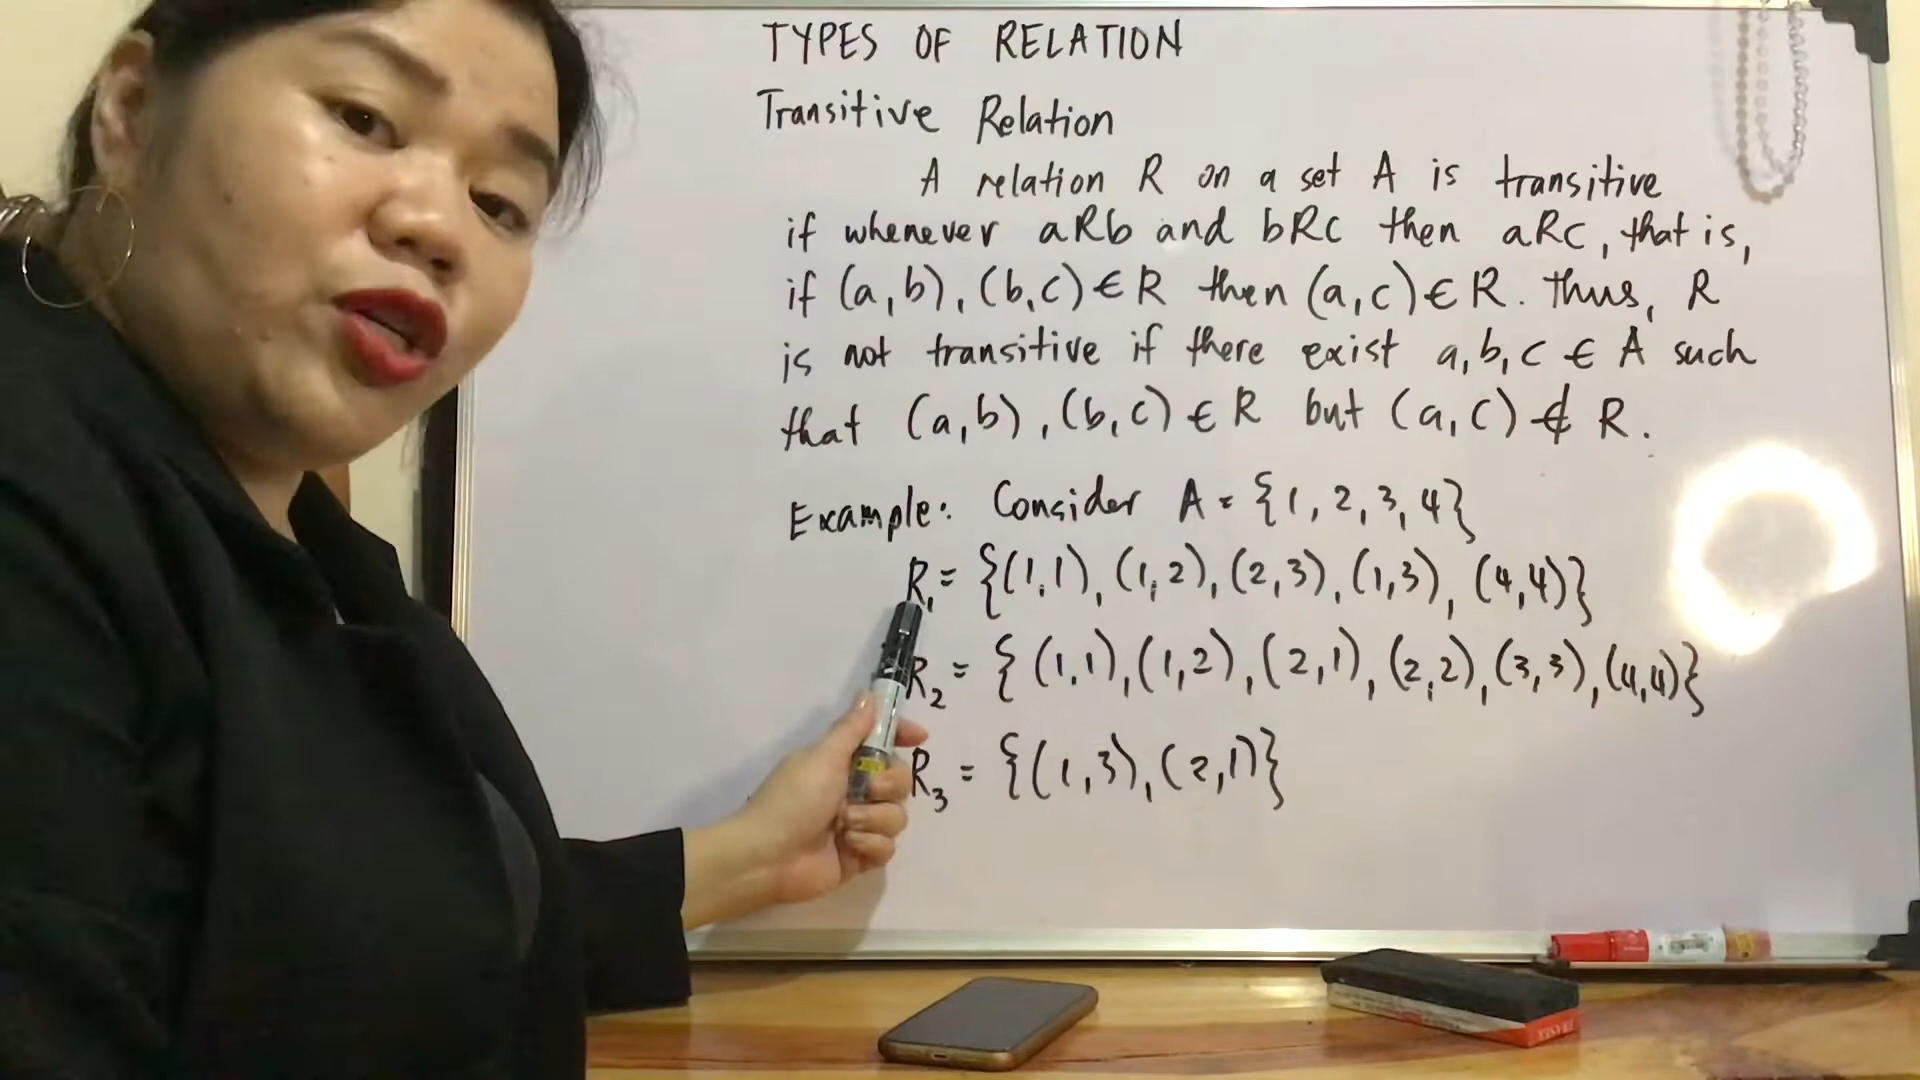 TYPES OF RELATION
Transitive Relation
A relation R on a set A is transitive
if whenever aRb and bRc then aRc, that is,
if (a,b), (b,c) ∈ R then (a,c) ∈ R. Thus, R
is not transitive if there exist a,b,c ∈ A such
that (a,b), (b,c) ∈ R but (a,c) ∉ R.
Example: Consider A = {1, 2, 3, 4}
R₁ = {(1,1), (1,2), (2,3), (1,3), (4,4)}
R₂ = {(1,1), (1,2), (2,1), (2,2), (3,3), (4,4)}
R₃ = {(1,3), (2,1)}